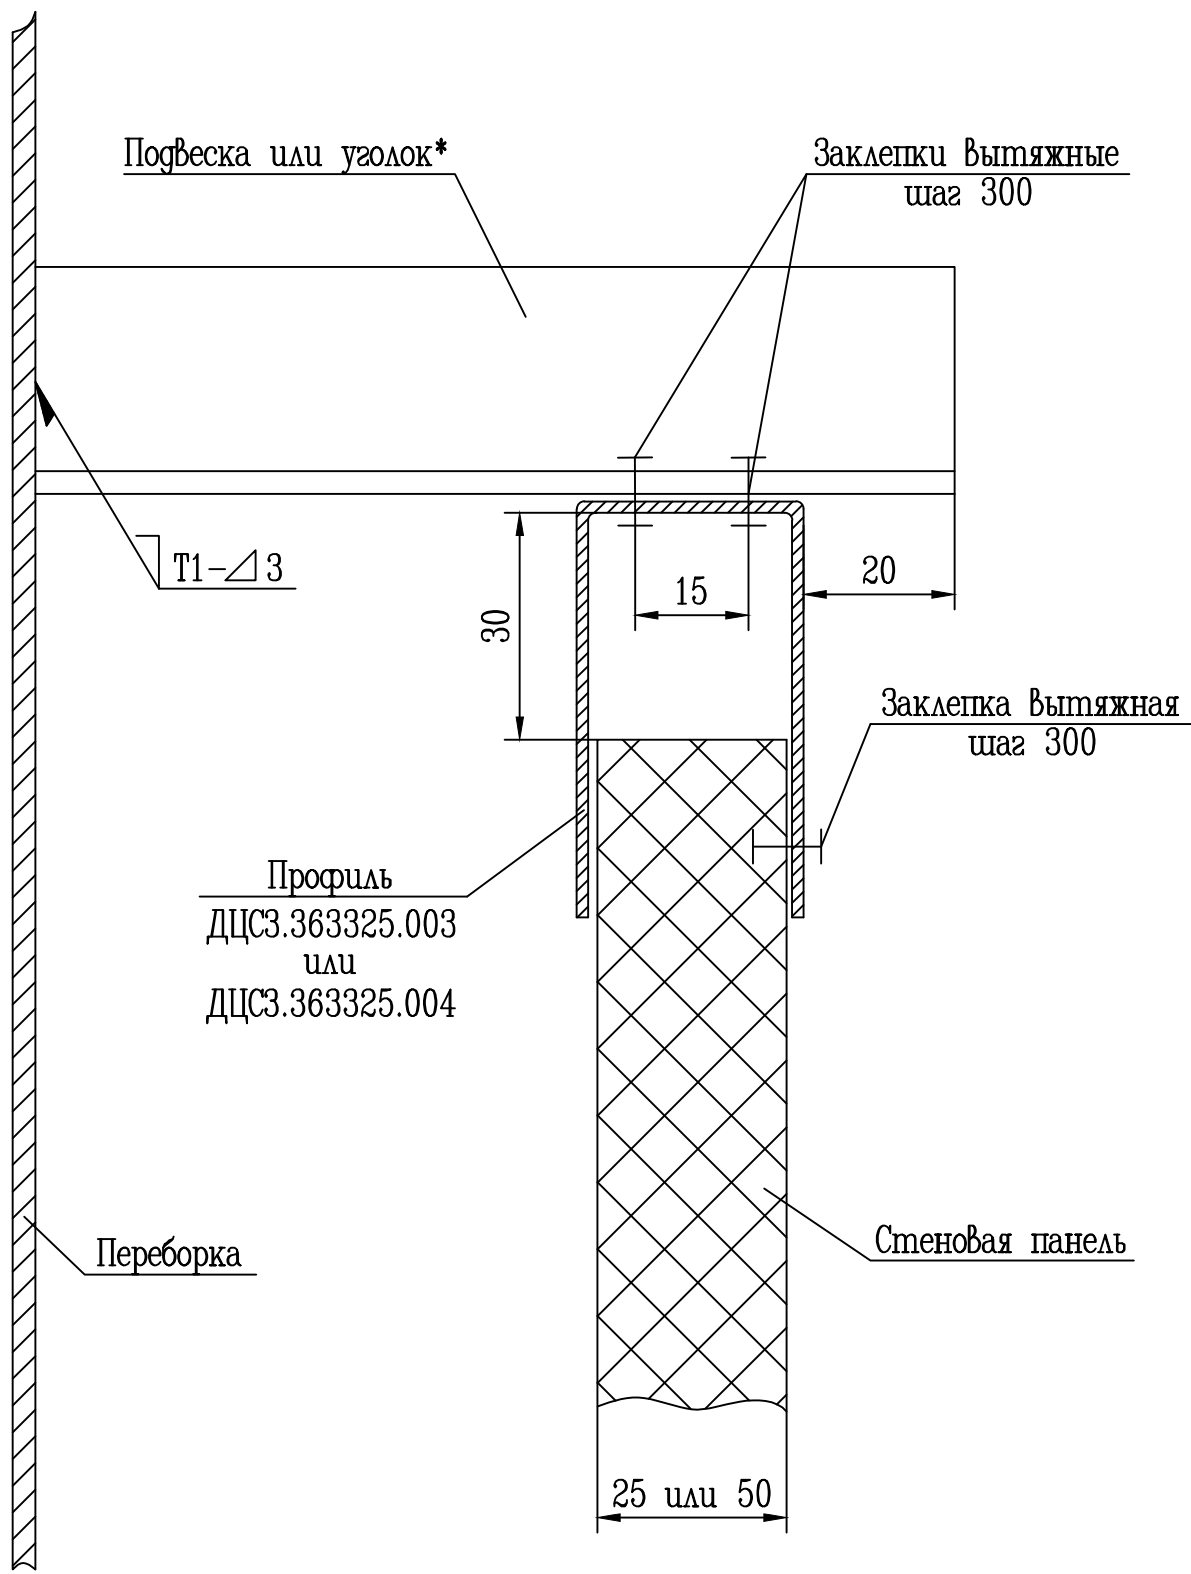 Подвеска или уголок*
Заклепки вытяжные
шаг 300
Т1-⊿3
15
20
30
Заклепка вытяжная
шаг 300
Профиль
ДЦСЗ.363325.003
или
ДЦСЗ.363325.004
Переборка
Стеновая панель
25 или 50